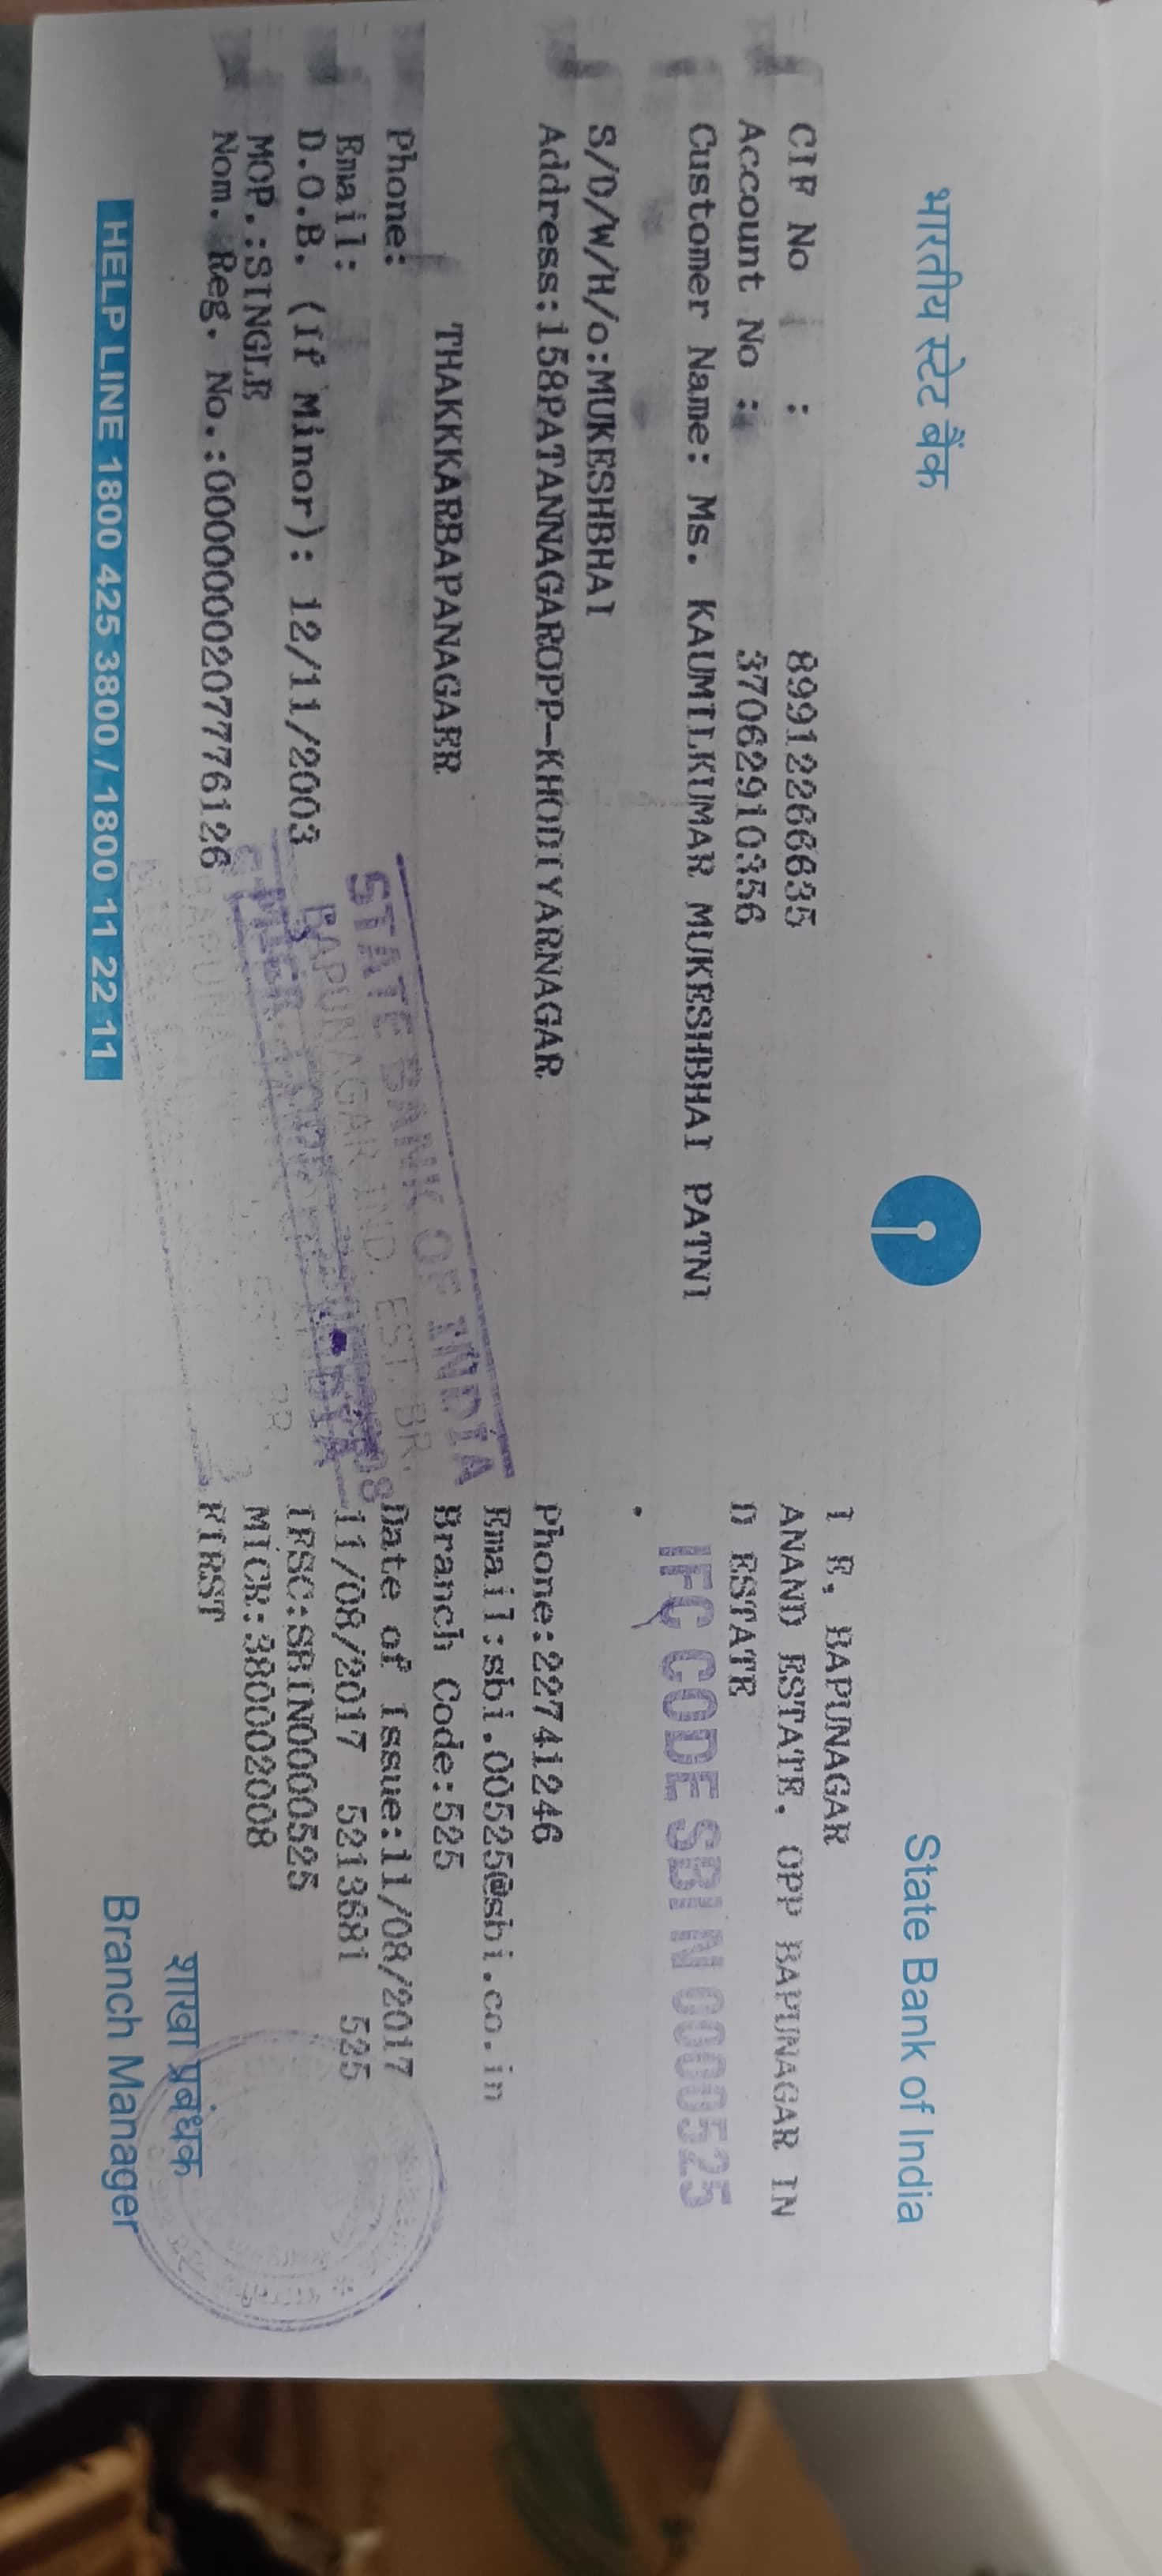 भारतीय स्टेट बैंक
State Bank of India
CIF No : 89912266635
Account No : 37062910356
Customer Name: Ms. KAUMILKUMAR MUKESHBHAI PATNI
S/D/W/H/o:MUKESHBHAI
Address:158PATANNAGAROPP-KHODIYARNAGAR
THAKKKARBAPANAGARR
Phone:
Email:
D.O.B. (If Minor): 12/11/2003
MOP.:SINGLE
Nom. Reg. No.:0000000207776126
HELP LINE 1800 425 3800 / 1800 11 22 11
I E, BAPUNAGAR
ANAND ESTATE. OPP BAPUNAGAR IN
D ESTATE
IFC CODE SBI N 0000525
.
Phone:22741246
Email:sbi.00525@sbi.co.in
Branch Code:525
Date of Issue:11/08/2017
11/08/2017 5213681 525
IFSC:SBIN0000525
MICR:380002008
FIRST
STATE BANK OF INDIA
BAPUNAGAR IND. EST. BR.
शाखा प्रबंधक
Branch Manager